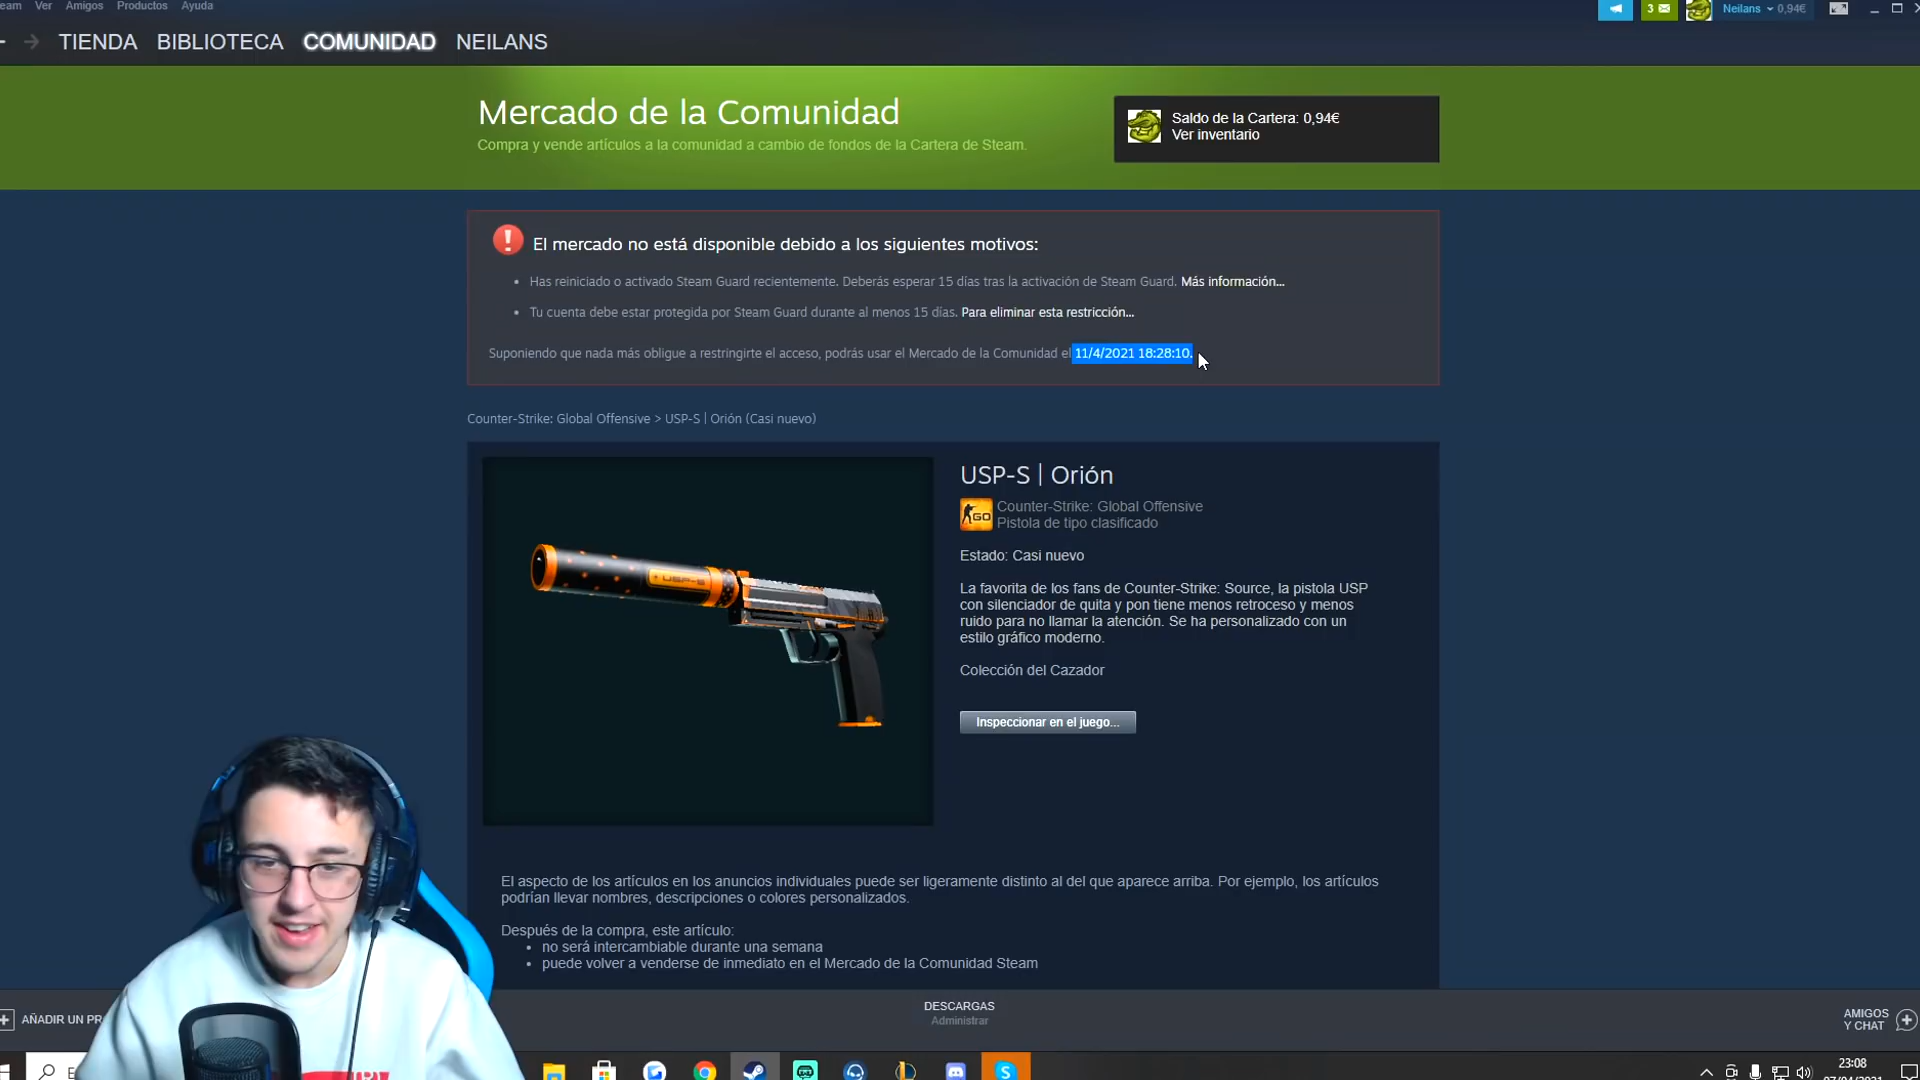 eam Ver Amigos Productos Ayuda
3 Neilans 0,94€
TIENDA BIBLIOTECA COMUNIDAD NEILANS
Mercado de la Comunidad
Compra y vende artículos a la comunidad a cambio de fondos de la Cartera de Steam.
Saldo de la Cartera: 0,94€
Ver inventario
El mercado no está disponible debido a los siguientes motivos:
Has reiniciado o activado Steam Guard recientemente. Deberás esperar 15 días tras la activación de Steam Guard. Más información...
Tu cuenta debe estar protegida por Steam Guard durante al menos 15 días. Para eliminar esta restricción...
Suponiendo que nada más obligue a restringirte el acceso, podrás usar el Mercado de la Comunidad el 11/4/2021 18:28:10.
Counter-Strike: Global Offensive > USP-S | Orión (Casi nuevo)
USP-S
USP-S | Orión
GO
Counter-Strike: Global Offensive
Pistola de tipo clasificado
Estado: Casi nuevo
La favorita de los fans de Counter-Strike: Source, la pistola USP
con silenciador de quita y pon tiene menos retroceso y menos
ruido para no llamar la atención. Se ha personalizado con un
estilo gráfico moderno.
Colección del Cazador
Inspeccionar en el juego...
El aspecto de los artículos en los anuncios individuales puede ser ligeramente distinto al del que aparece arriba. Por ejemplo, los artículos
podrían llevar nombres, descripciones o colores personalizados.
Después de la compra, este artículo:
no será intercambiable durante una semana
puede volver a venderse de inmediato en el Mercado de la Comunidad Steam
AÑADIR UN PR
DESCARGAS
Administrar
AMIGOS
Y CHAT
23:08